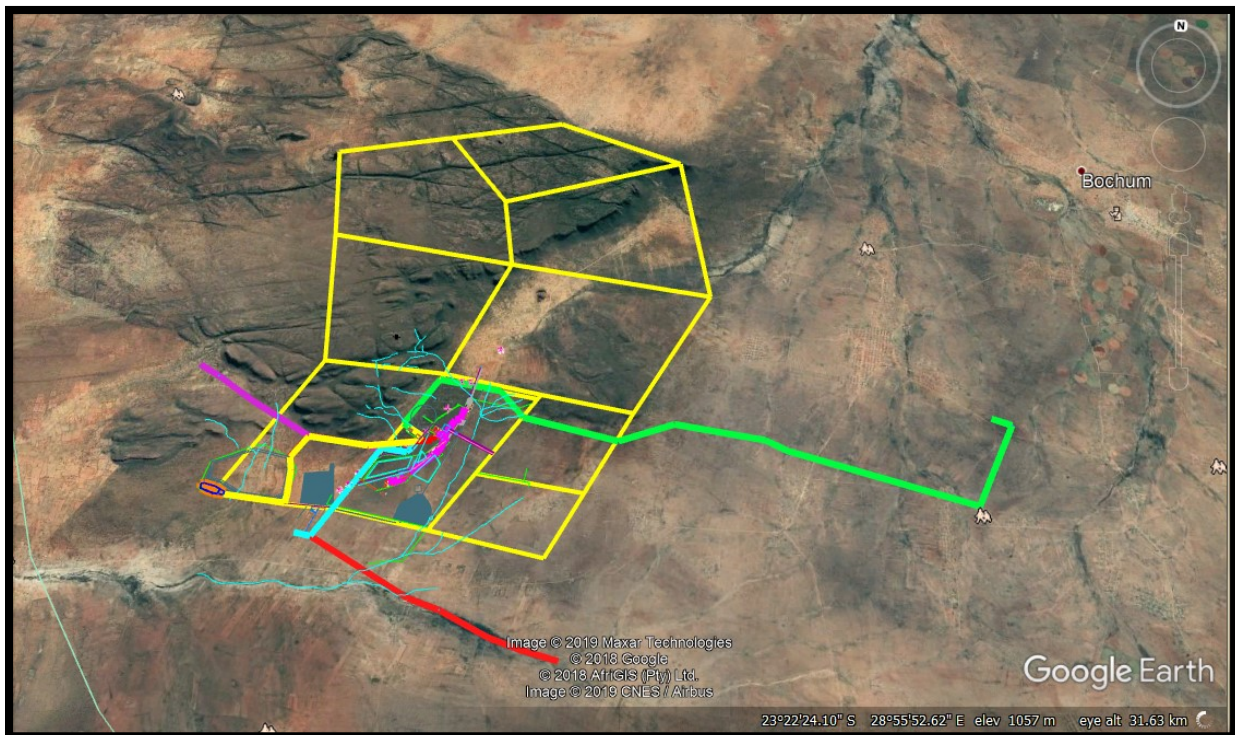 N
Bochum
Image © 2019 Maxar Technologies
© 2018 Google
© 2018 AfriGIS (Pty) Ltd.
Image © 2019 CNES / Airbus
Google Earth
23°22'24.10" S 28°55'52.62" E elev 1057 m eye alt 31.63 km